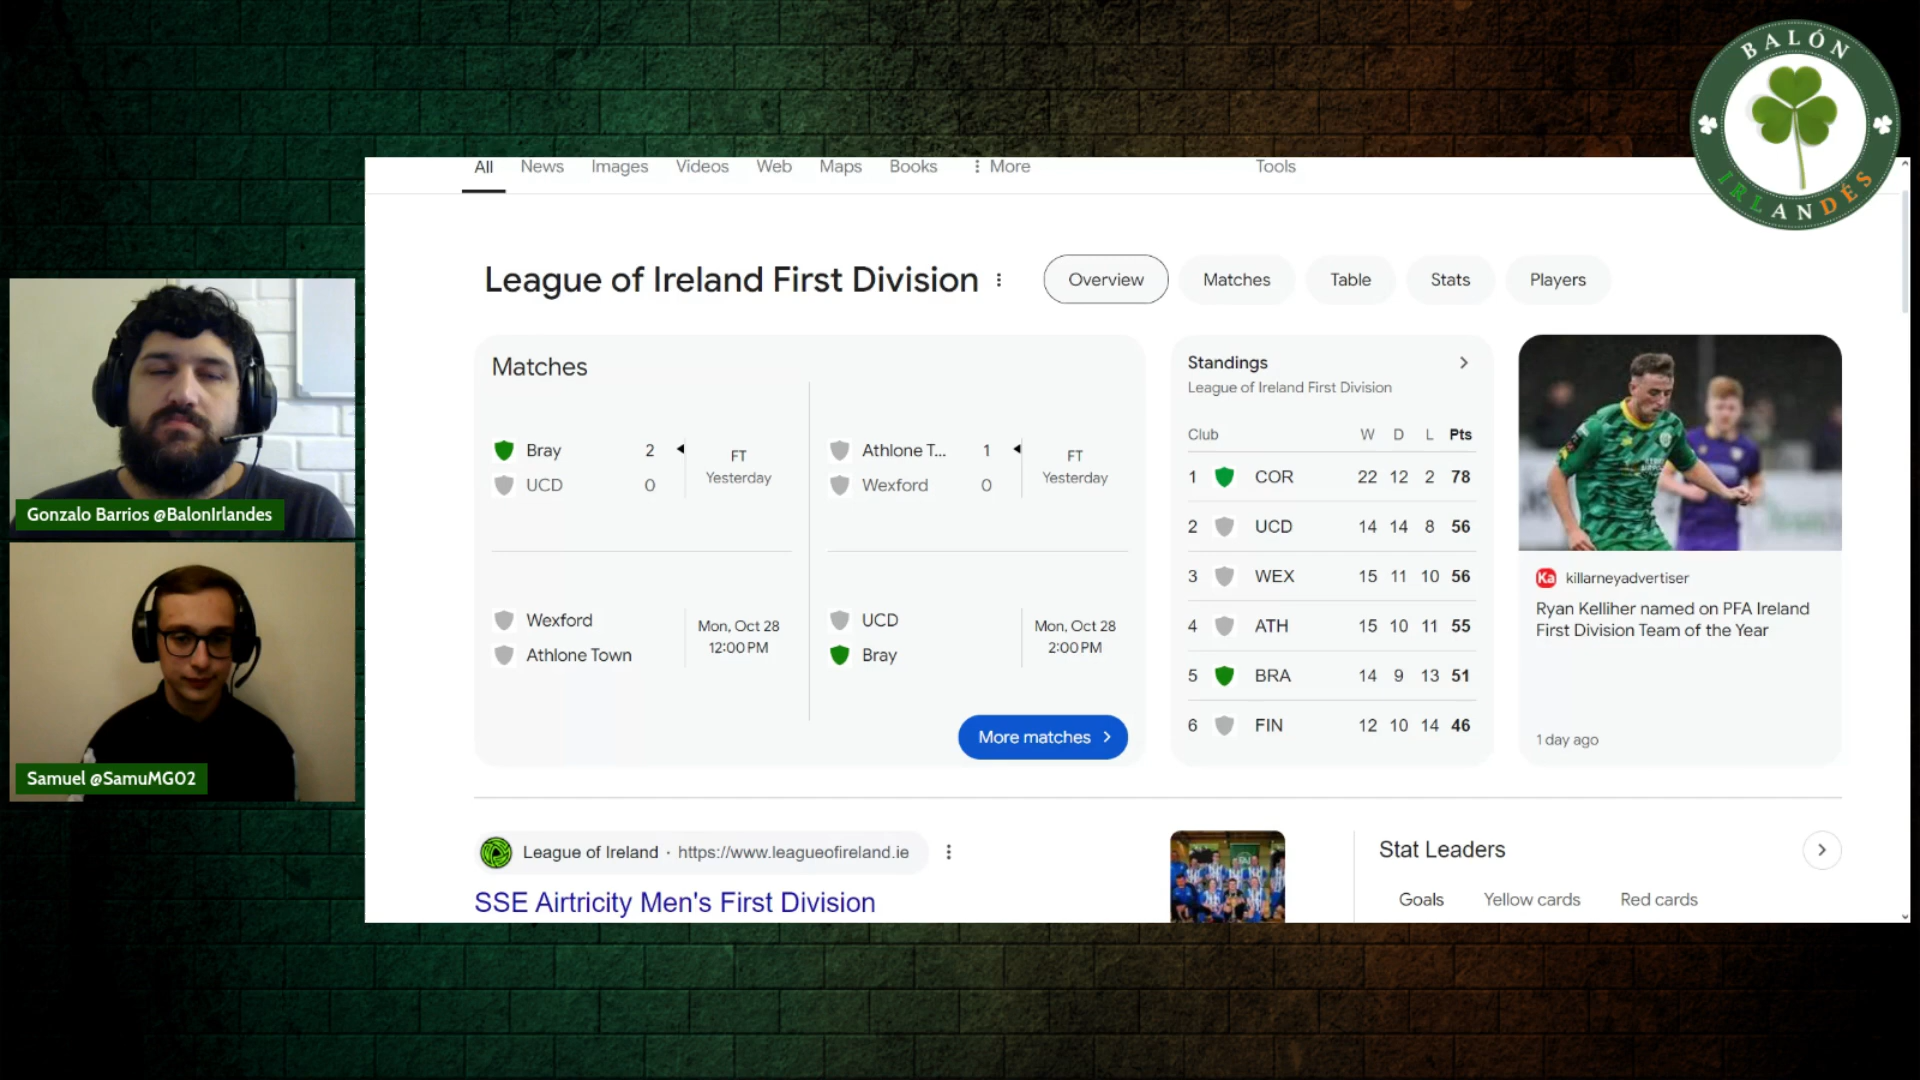 BALÓN
IRLANDÉS
All News Images Videos Web Maps Books More Tools
League of Ireland First Division
Overview Matches Table Stats Players
Matches
Bray 2
UCD 0
FT
Yesterday
Athlone T... 1
Wexford 0
FT
Yesterday
Wexford
Athlone Town
Mon, Oct 28
12:00 PM
UCD
Bray
Mon, Oct 28
2:00 PM
More matches
Standings
League of Ireland First Division
Club W D L Pts
1 COR 22 12 2 78
2 UCD 14 14 8 56
3 WEX 15 11 10 56
4 ATH 15 10 11 55
5 BRA 14 9 13 51
6 FIN 12 10 14 46
Ka killarneyadvertiser
Ryan Kelliher named on PFA Ireland
First Division Team of the Year
1 day ago
Gonzalo Barrios @BalonIrlandes
Samuel @SamuMG02
League of Ireland · https://www.leagueofireland.ie
SSE Airtricity Men's First Division
Stat Leaders
Goals Yellow cards Red cards